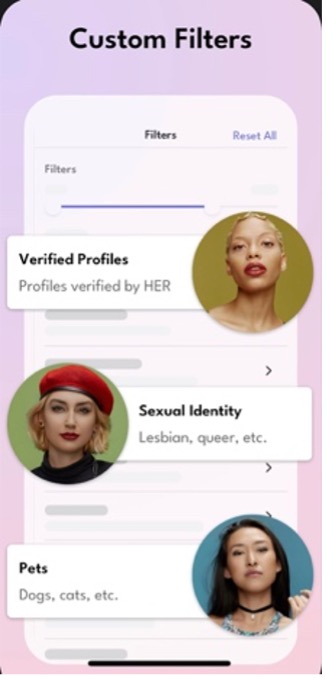 Custom Filters
Filters
Reset All
Filters
Verified Profiles
Profiles verified by HER
Sexual Identity
Lesbian, queer, etc.
Pets
Dogs, cats, etc.